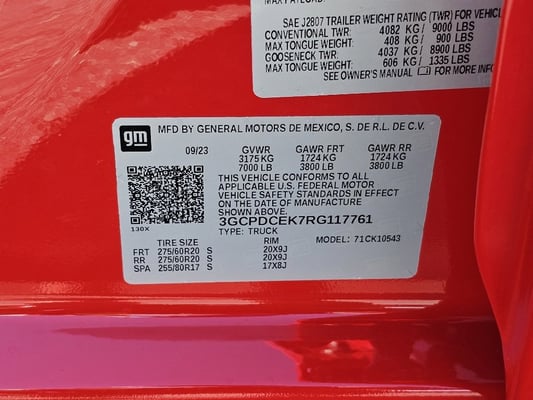 PAYLOAD.
SAE J2807 TRAILER WEIGHT RATING (TWR) FOR VEHICL
CONVENTIONAL TWR: 4082 KG / 9000 LBS
MAX TONGUE WEIGHT: 408 KG / 900 LBS
GOOSENECK TWR: 4037 KG / 8900 LBS
MAX TONGUE WEIGHT: 606 KG / 1335 LBS
SEE OWNER'S MANUAL FOR MORE INFO
gm
MFD BY GENERAL MOTORS DE MEXICO, S. DE R.L. DE C.V.
09/23 GVWR GAWR FRT GAWR RR
3175 KG 1724 KG 1724 KG
7000 LB 3800 LB 3800 LB
THIS VEHICLE CONFORMS TO ALL
APPLICABLE U.S. FEDERAL MOTOR
VEHICLE SAFETY STANDARDS IN EFFECT
ON THE DATE OF MANUFACTURE
SHOWN ABOVE.
3GCPDCEK7RG117761
130X
TYPE: TRUCK
TIRE SIZE RIM MODEL: 71CK10543
FRT 275/60R20 S 20X9J
RR 275/60R20 S 20X9J
SPA 255/80R17 S 17X8J